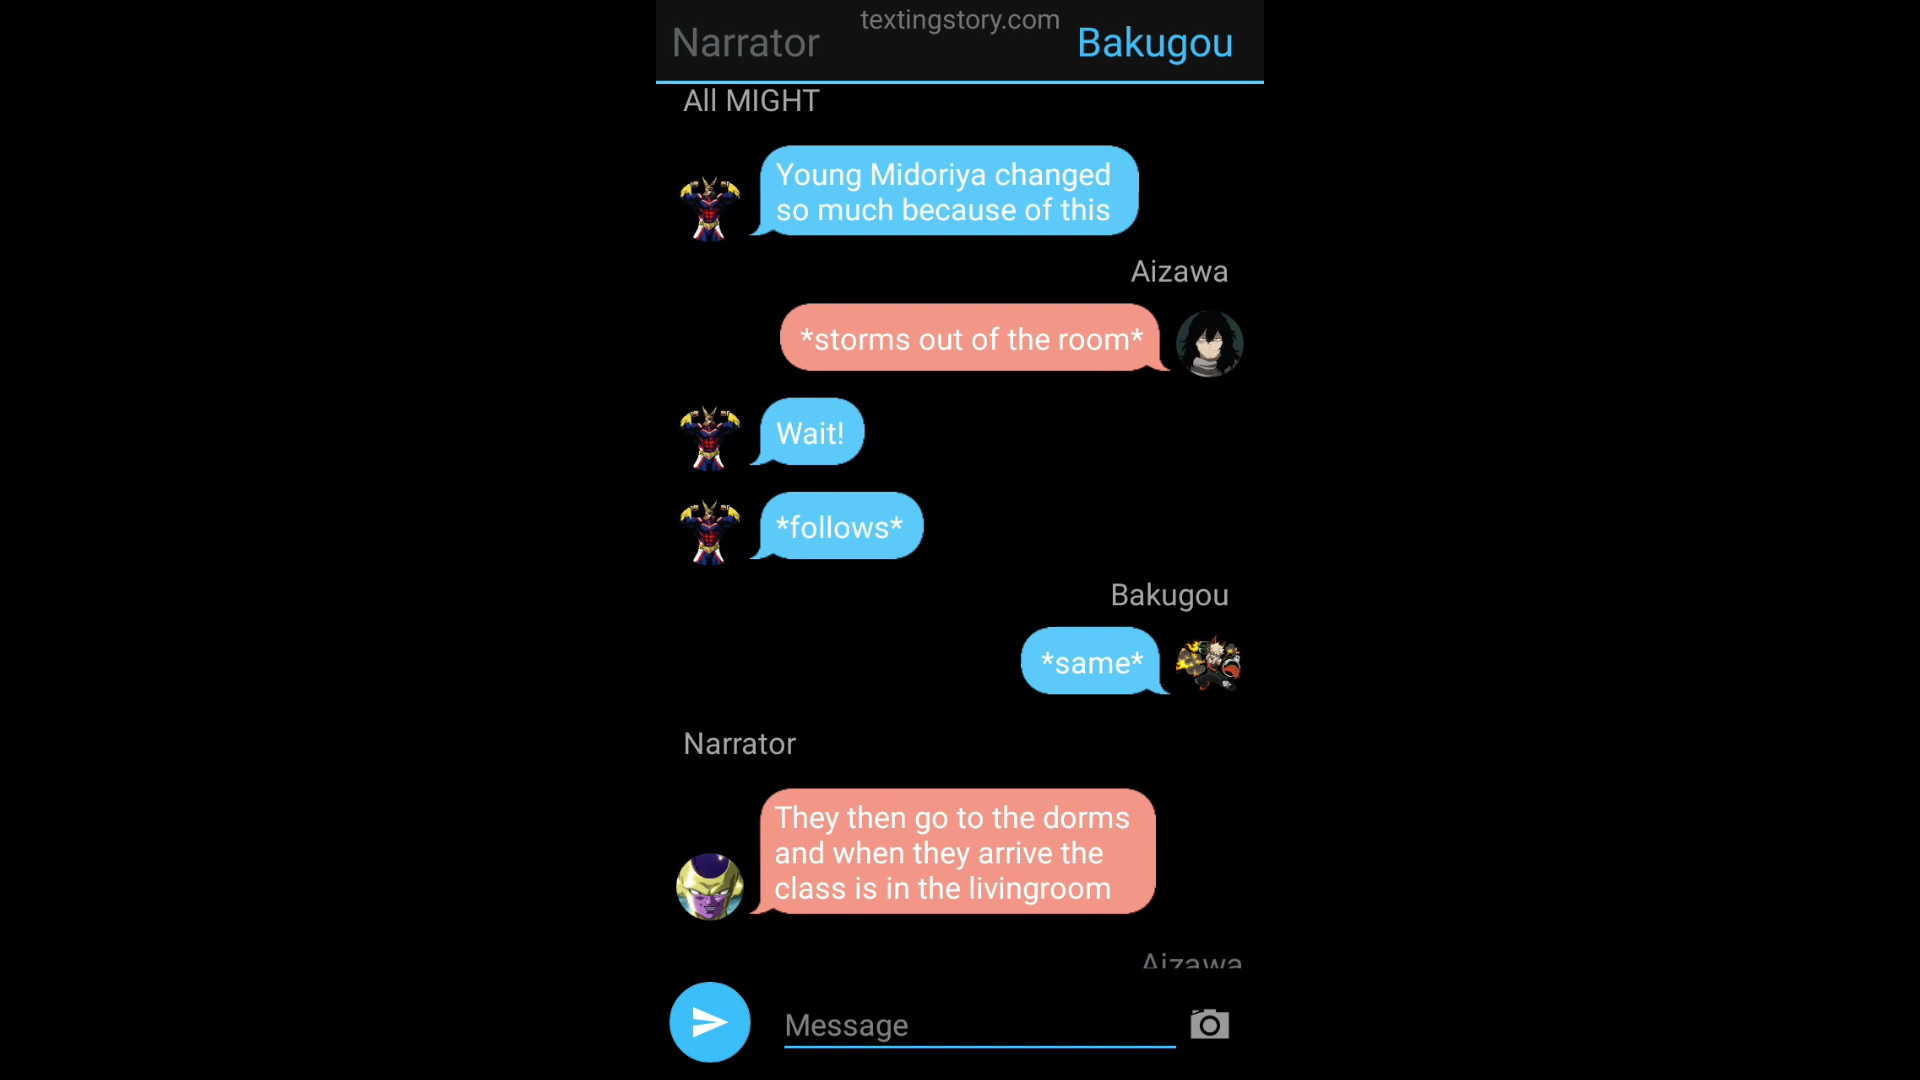 textingstory.com
Narrator
Bakugou
All MIGHT
Young Midoriya changed
so much because of this
Aizawa
*storms out of the room*
Wait!
*follows*
Bakugou
*same*
Narrator
They then go to the dorms
and when they arrive the
class is in the livingroom
Aizawa
Message